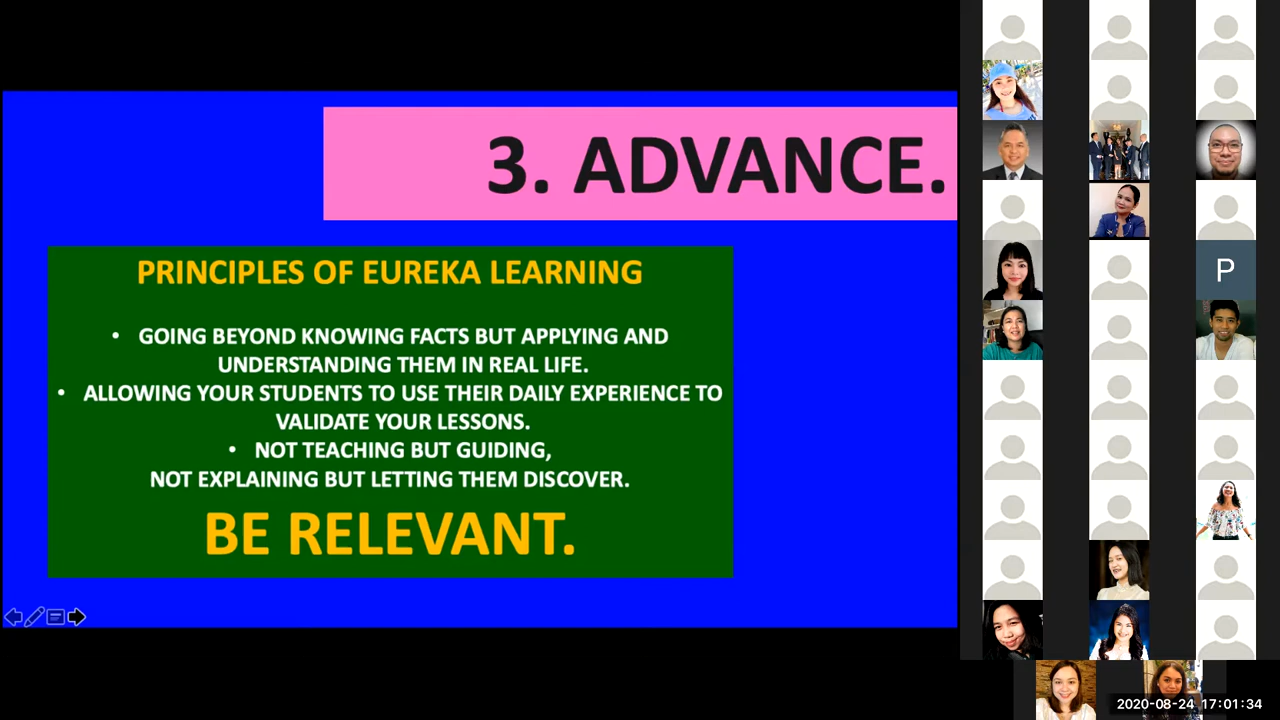 3. ADVANCE.
PRINCIPLES OF EUREKA LEARNING
• GOING BEYOND KNOWING FACTS BUT APPLYING AND
UNDERSTANDING THEM IN REAL LIFE.
• ALLOWING YOUR STUDENTS TO USE THEIR DAILY EXPERIENCE TO
VALIDATE YOUR LESSONS.
• NOT TEACHING BUT GUIDING,
NOT EXPLAINING BUT LETTING THEM DISCOVER.
BE RELEVANT.
P
2020-08-24 17:01:34